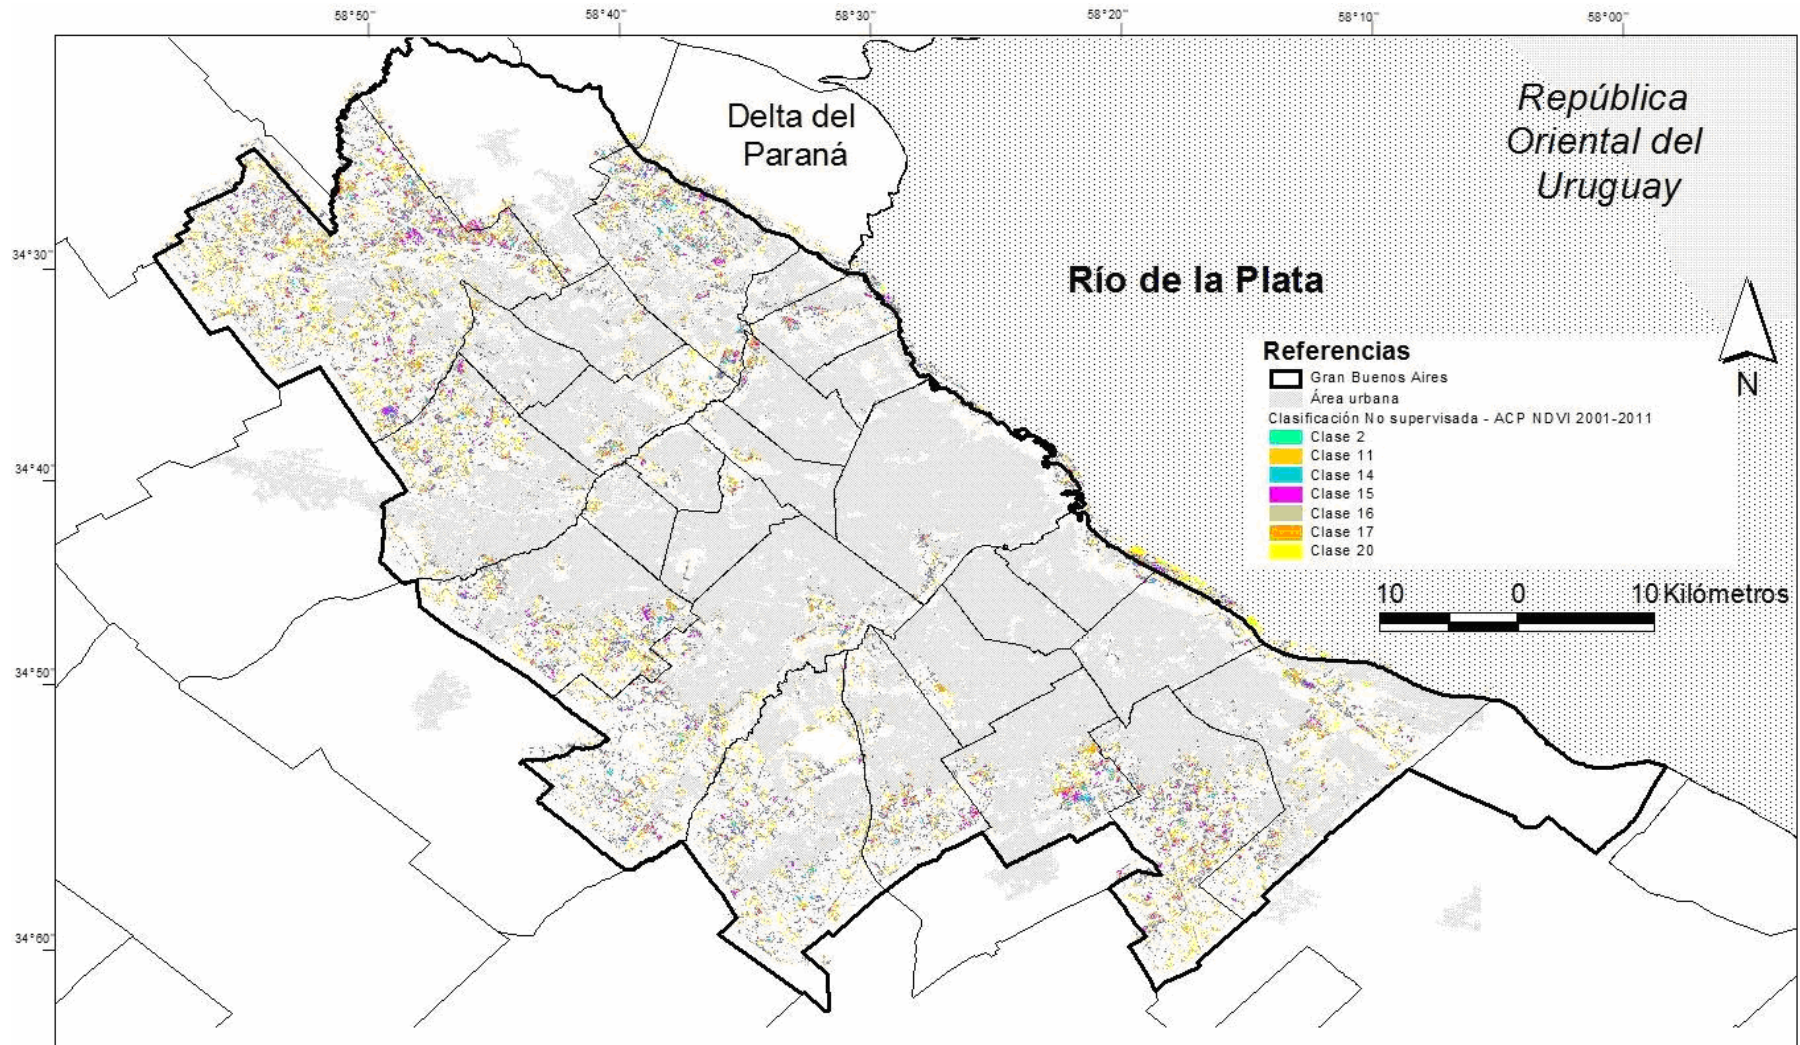 58°50'' 58°40'' 58°30'' 58°20'' 58°10'' 58°00''
Delta del
Paraná
República
Oriental del
Uruguay
34°30''
Río de la Plata
Referencias
Gran Buenos Aires
Área urbana
Clasificación No supervisada - ACP NDVI 2001-2011
Clase 2
Clase 11
Clase 14
Clase 15
Clase 16
Clase 17
Clase 20
N
34°40''
10 0 10 Kilómetros
34°50''
34°60''